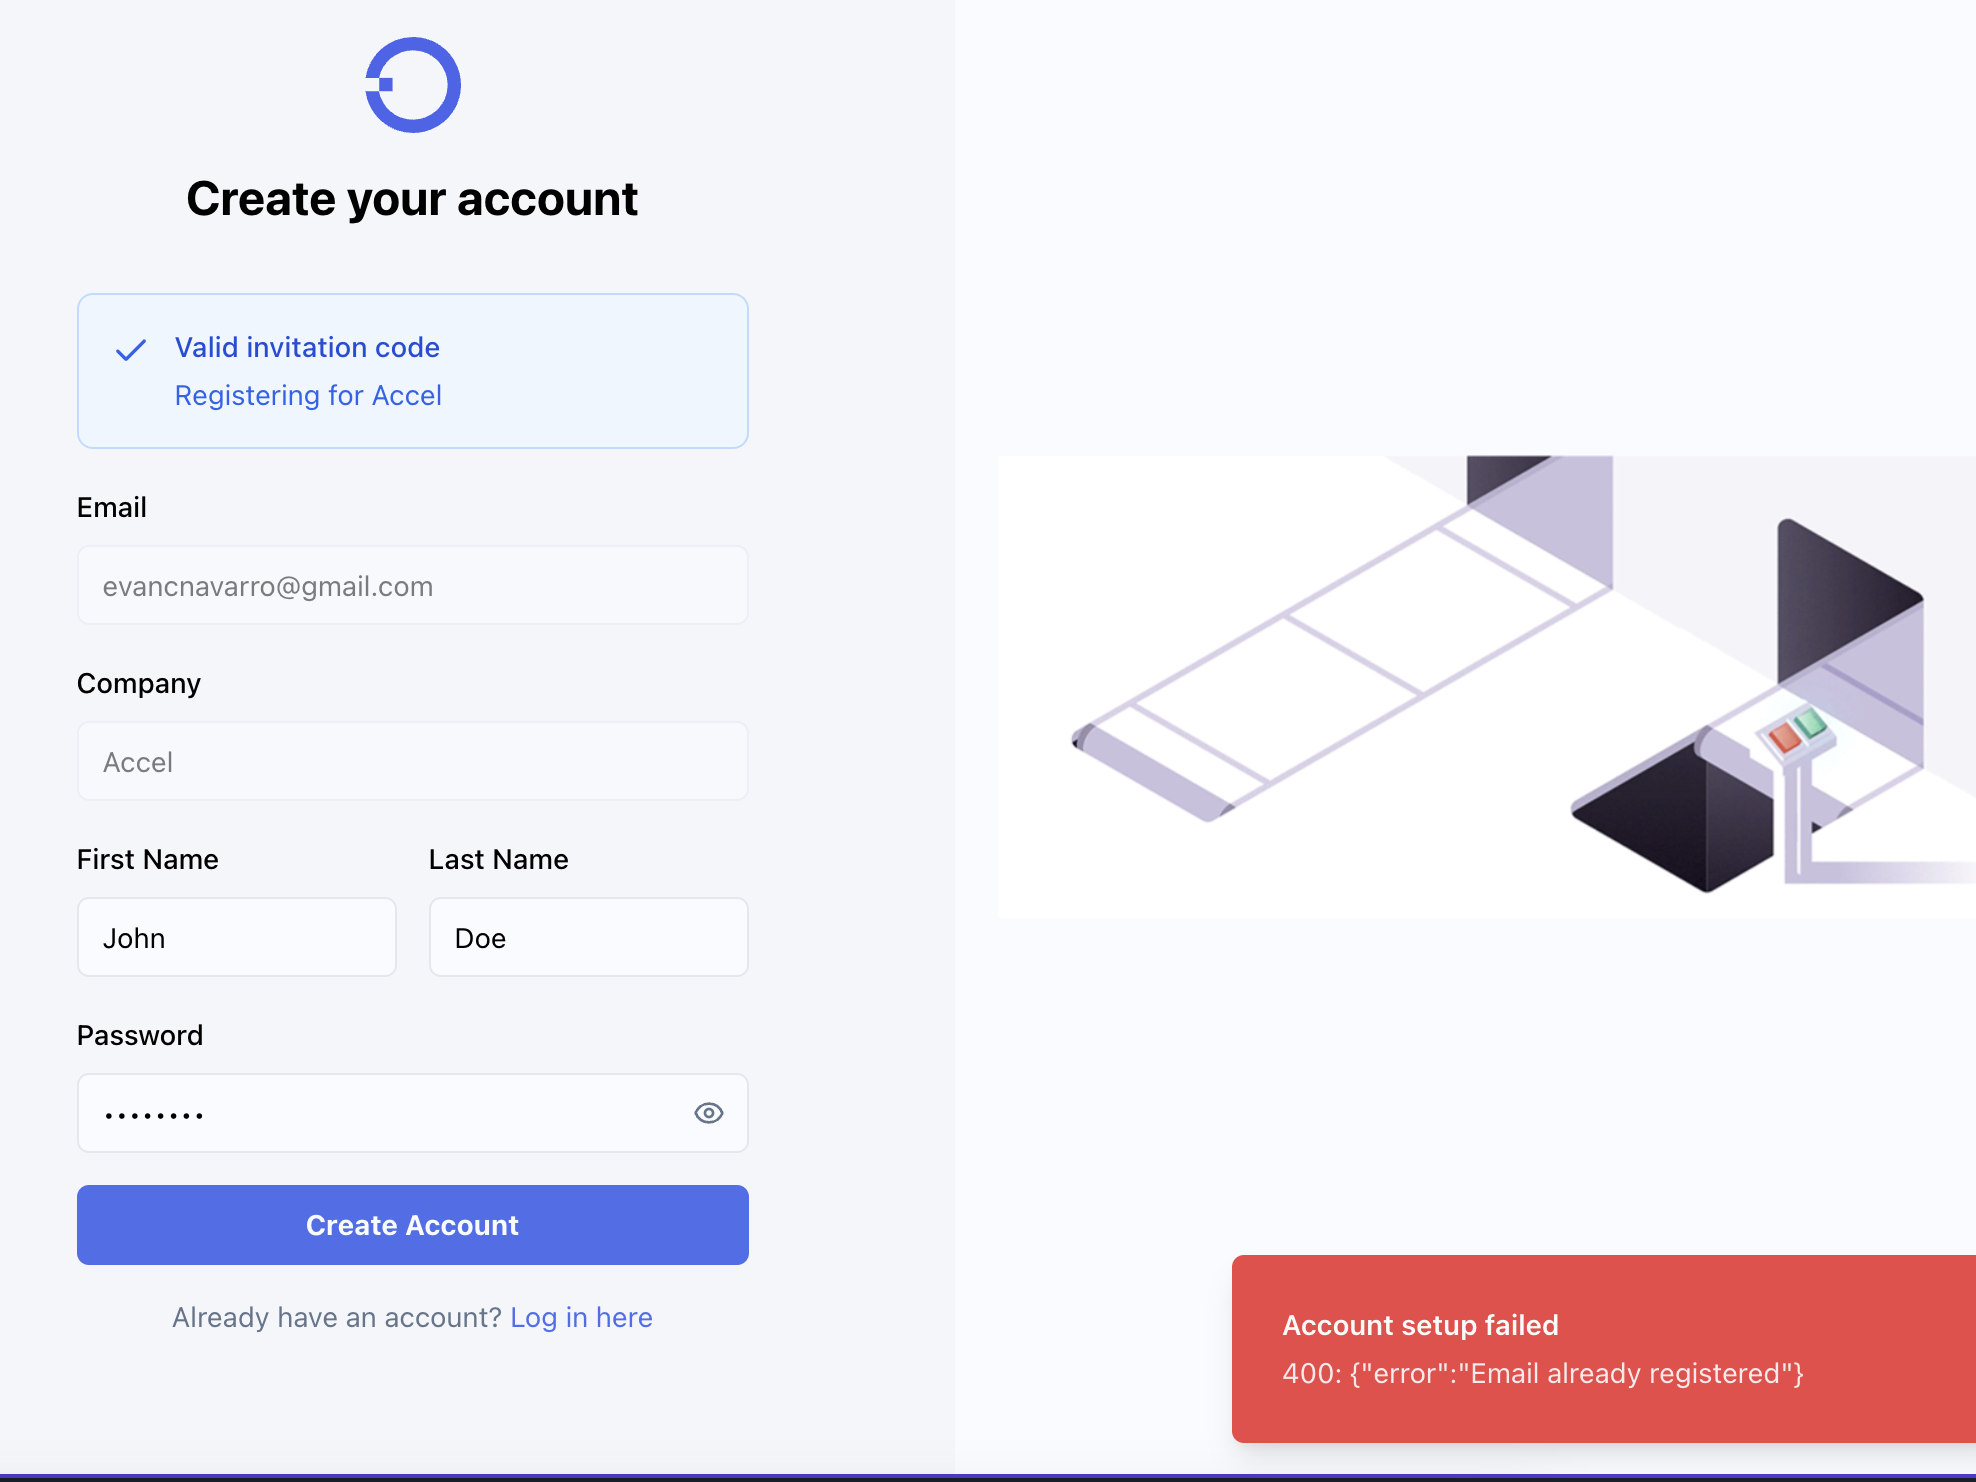 Create your account
Valid invitation code
Registering for Accel
Email
evancnavarro@gmail.com
Company
Accel
First Name
Last Name
John
Doe
Password
••••••••
Create Account
Already have an account? Log in here
Account setup failed
400: {"error":"Email already registered"}